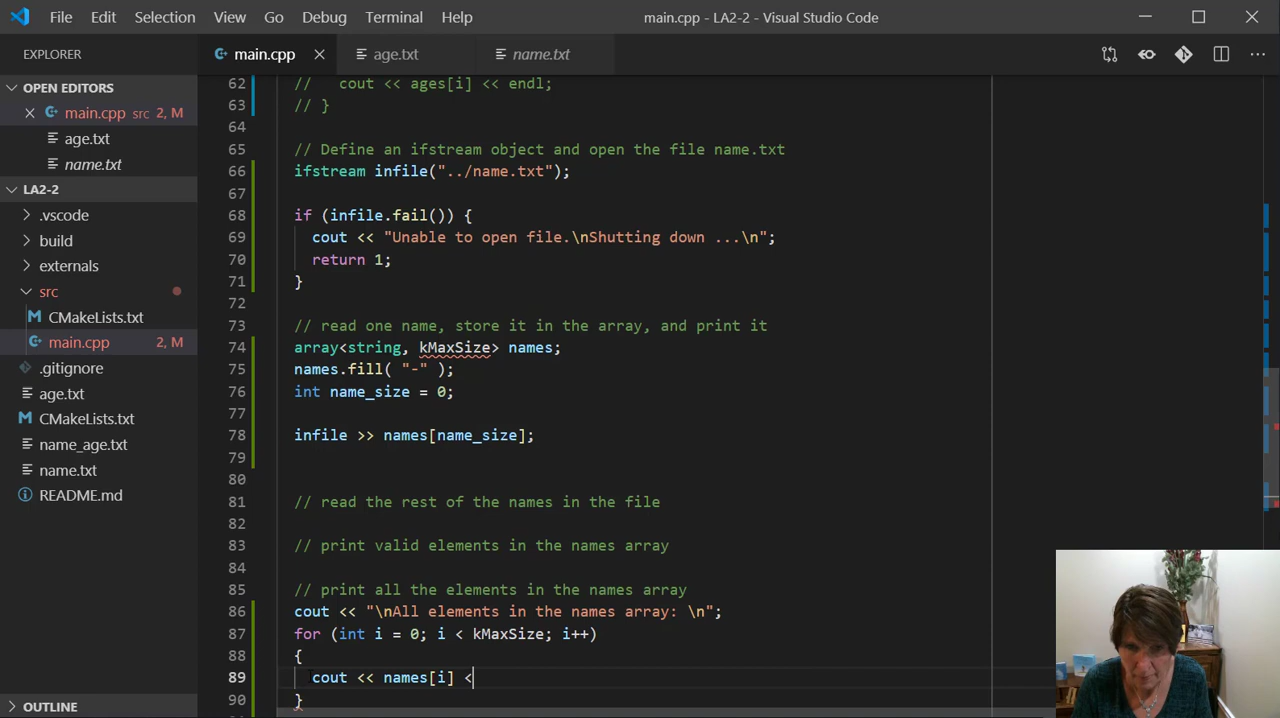 File Edit Selection View Go Debug Terminal Help main.cpp - LA2-2 - Visual Studio Code
EXPLORER
main.cpp age.txt name.txt
OPEN EDITORS
main.cpp src 2, M
age.txt
name.txt
LA2-2
.vscode
build
externals
src
CMakeLists.txt
main.cpp 2, M
.gitignore
age.txt
CMakeLists.txt
name_age.txt
name.txt
README.md
OUTLINE
62 // cout << ages[i] << endl;
63 // }
64
65 // Define an ifstream object and open the file name.txt
66 ifstream infile("../name.txt");
67
68 if (infile.fail()) {
69 cout << "Unable to open file.\nShutting down ...\n";
70 return 1;
71 }
72
73 // read one name, store it in the array, and print it
74 array<string, kMaxSize> names;
75 names.fill( "-" );
76 int name_size = 0;
77
78 infile >> names[name_size];
79
80
81 // read the rest of the names in the file
82
83 // print valid elements in the names array
84
85 // print all the elements in the names array
86 cout << "\nAll elements in the names array: \n";
87 for (int i = 0; i < kMaxSize; i++)
88 {
89 cout << names[i] <
90 }